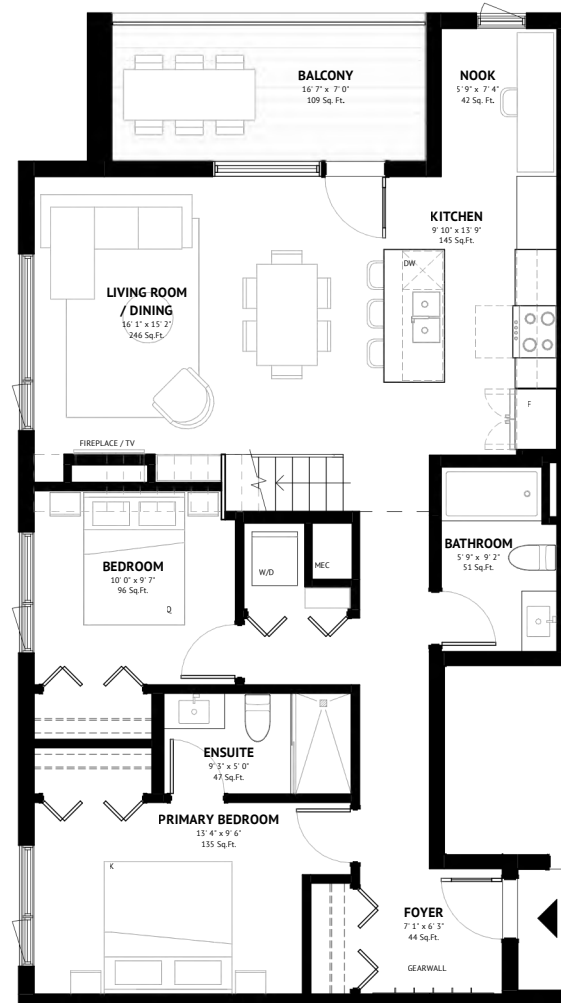 BALCONY
16' 7" x 7' 0"
109 Sq. Ft.
NOOK
5' 9" x 7' 4"
42 Sq. Ft.
KITCHEN
9' 10" x 13' 9"
145 Sq.Ft.
DW
LIVING ROOM
/ DINING
16' 1" x 15' 2"
246 Sq.Ft.
F
FIREPLACE / TV
BEDROOM
10' 0" x 9' 7"
96 Sq.Ft.
Q
W/D
MEC
BATHROOM
5' 9" x 9' 2"
51 Sq.Ft.
ENSUITE
9' 3" x 5' 0"
47 Sq.Ft.
PRIMARY BEDROOM
13' 4" x 9' 6"
135 Sq.Ft.
K
FOYER
7' 1" x 6' 3"
44 Sq.Ft.
GEARWALL